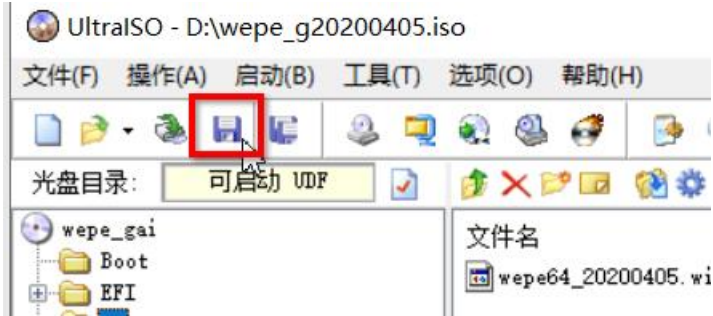 UltraISO - D:\wepe_g20200405.iso
文件(F) 操作(A) 启动(B) 工具(T) 选项(O) 帮助(H)
光盘目录: 可启动 UDF
wepe_gai
Boot
EFI
文件名
wepe64_20200405.wi